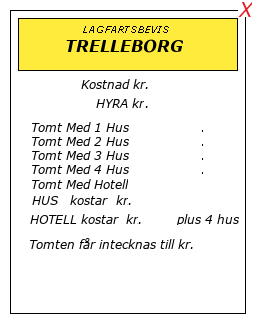 X
LAGFARTSBEVIS
TRELLEBORG
Kostnad kr.
HYRA kr.
Tomt Med 1 Hus .
Tomt Med 2 Hus .
Tomt Med 3 Hus .
Tomt Med 4 Hus .
Tomt Med Hotell
HUS kostar kr.
HOTELL kostar kr. plus 4 hus
Tomten får intecknas till kr.